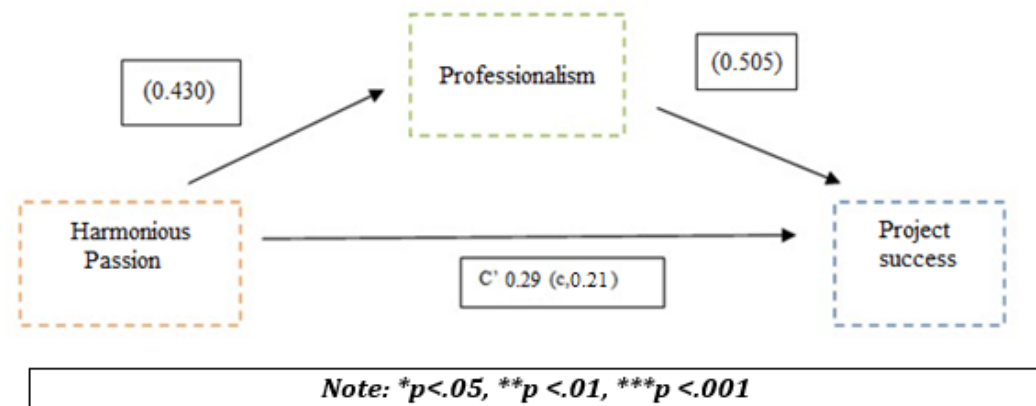 (0.430)
Professionalism
(0.505)
Harmonious
Passion
C' 0.29 (c,0.21)
Project
success
Note: *p<.05, **p <.01, ***p <.001